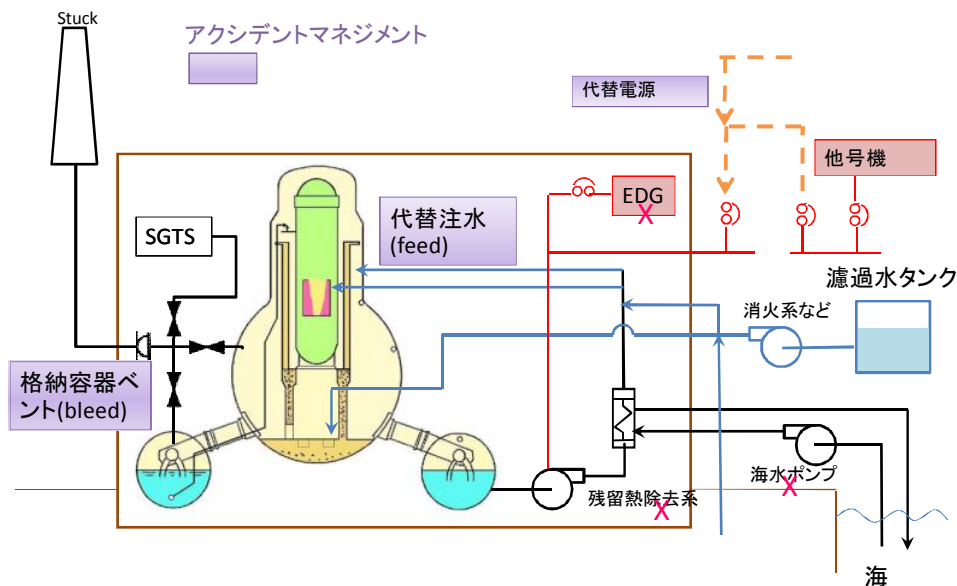 Stuck
アクシデントマネジメント
代替電源
他号機
EDG
X
SGTS
代替注水
(feed)
濾過水タンク
消火系など
格納容器ベ
ント(bleed)
海水ポンプ
X
残留熱除去系
X
海